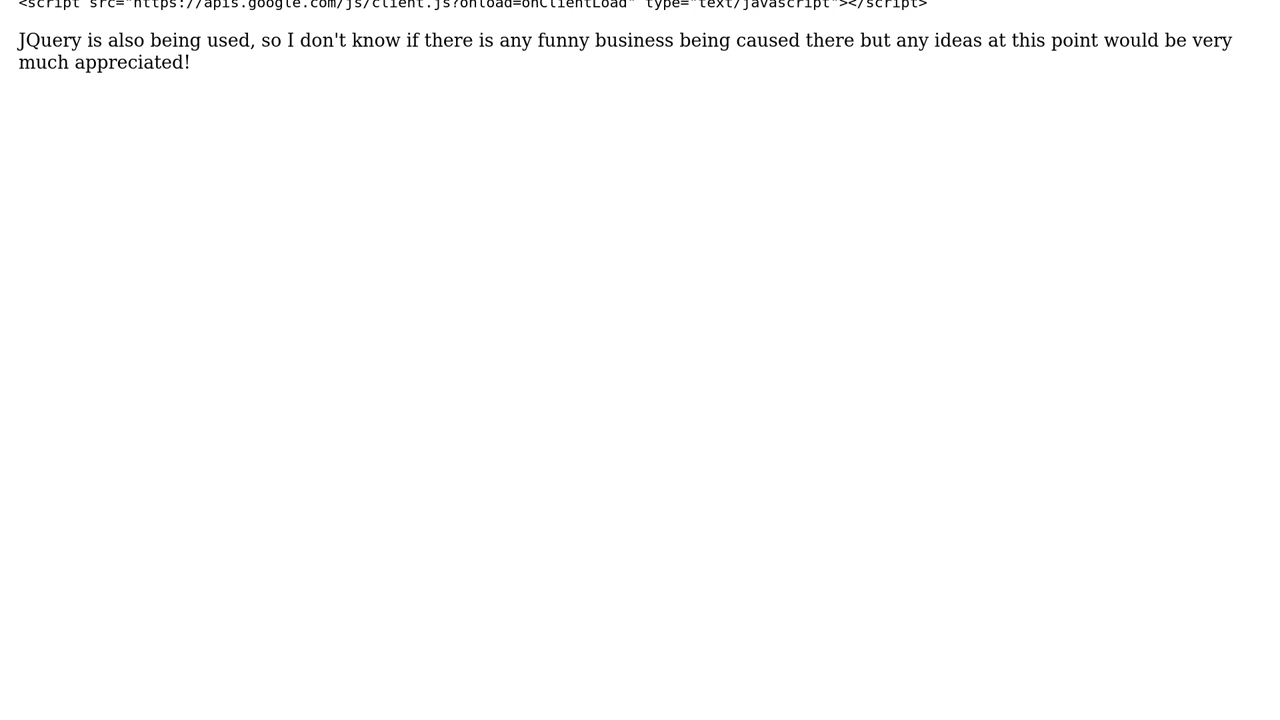 <script src="https://apis.google.com/js/client.js?onload=onClientLoad" type="text/javascript"></script>
JQuery is also being used, so I don't know if there is any funny business being caused there but any ideas at this point would be very
much appreciated!